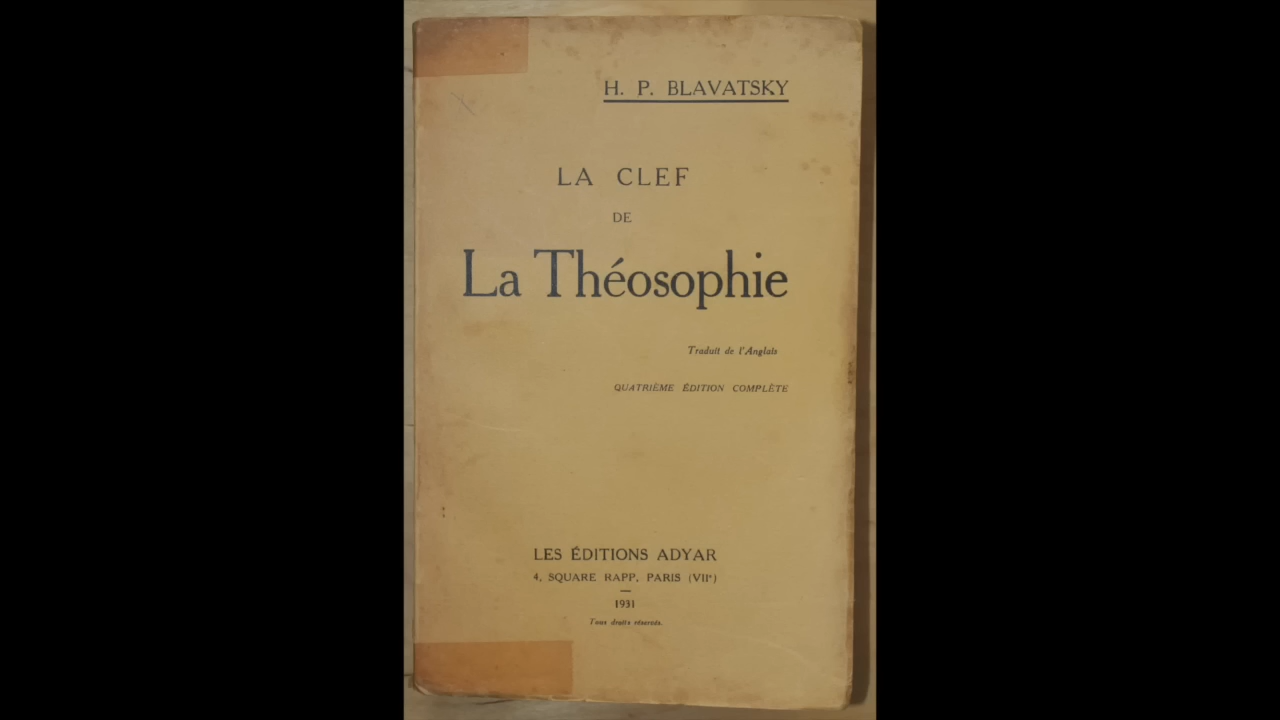 H. P. BLAVATSKY
LA CLEF
DE
La Théosophie
Traduit de l'Anglais
QUATRIÈME ÉDITION COMPLÈTE
LES ÉDITIONS ADYAR
4, SQUARE RAPP, PARIS (VIIe)
1931
Tous droits réservés.